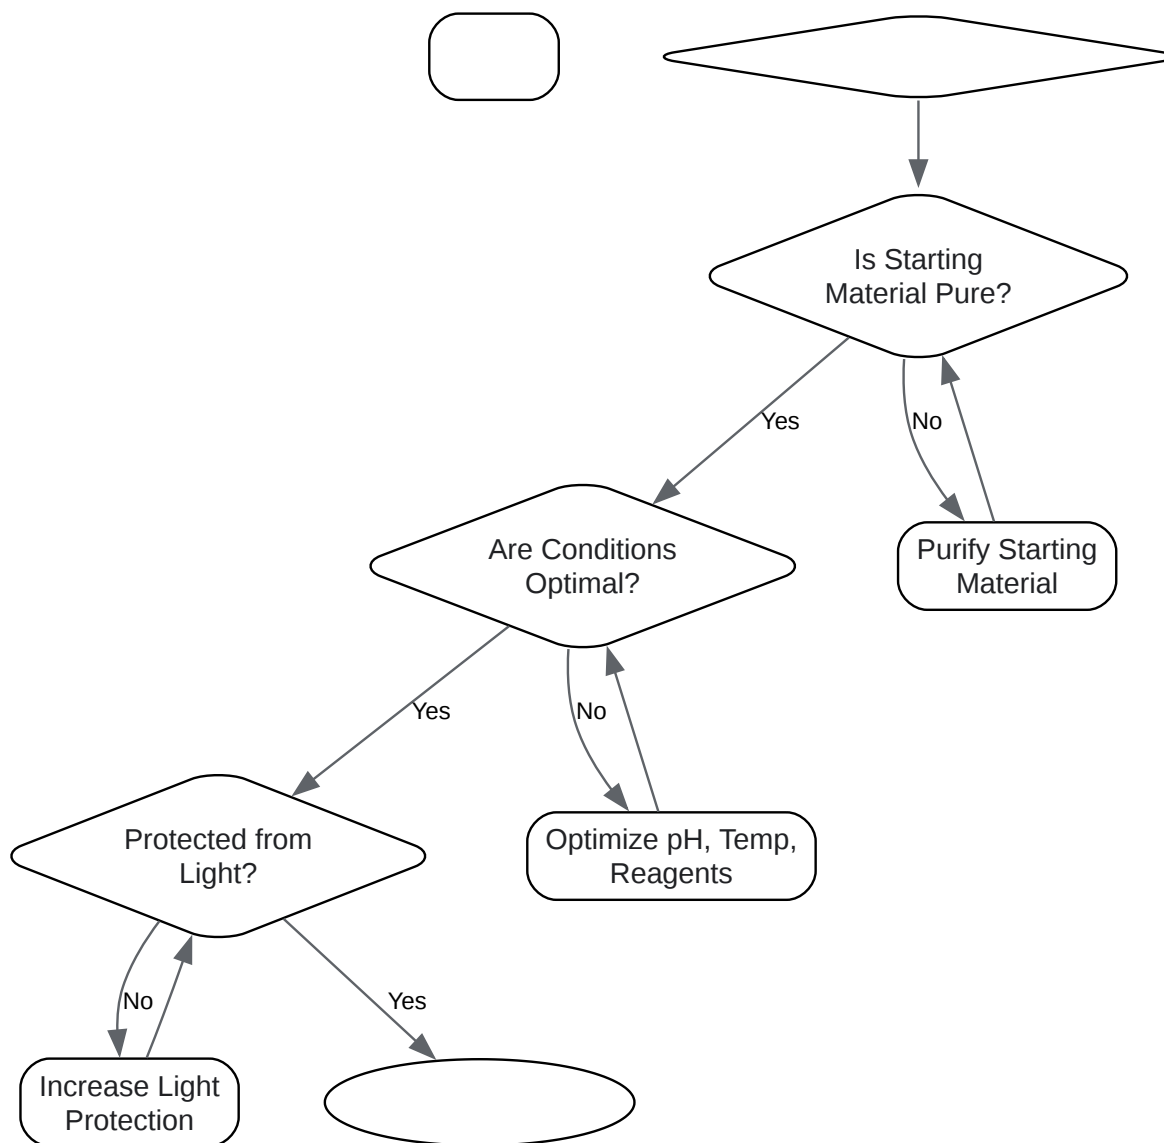 Is Starting
Material Pure?
Yes
No
Are Conditions
Optimal?
Purify Starting
Material
Yes
No
Protected from
Light?
Optimize pH, Temp,
Reagents
No
Yes
Increase Light
Protection